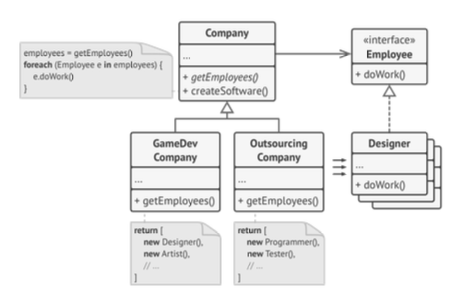 employees = getEmployees()
foreach (Employee e in employees) {
e.doWork()
}
Company
...
+ getEmployees()
+ createSoftware()
«interface»
Employee
+ doWork()
GameDev
Company
...
+ getEmployees()
Outsourcing
Company
...
+ getEmployees()
Designer
...
+ doWork()
return [
new Designer(),
new Artist(),
// ...
]
return [
new Programmer(),
new Tester(),
// ...
]